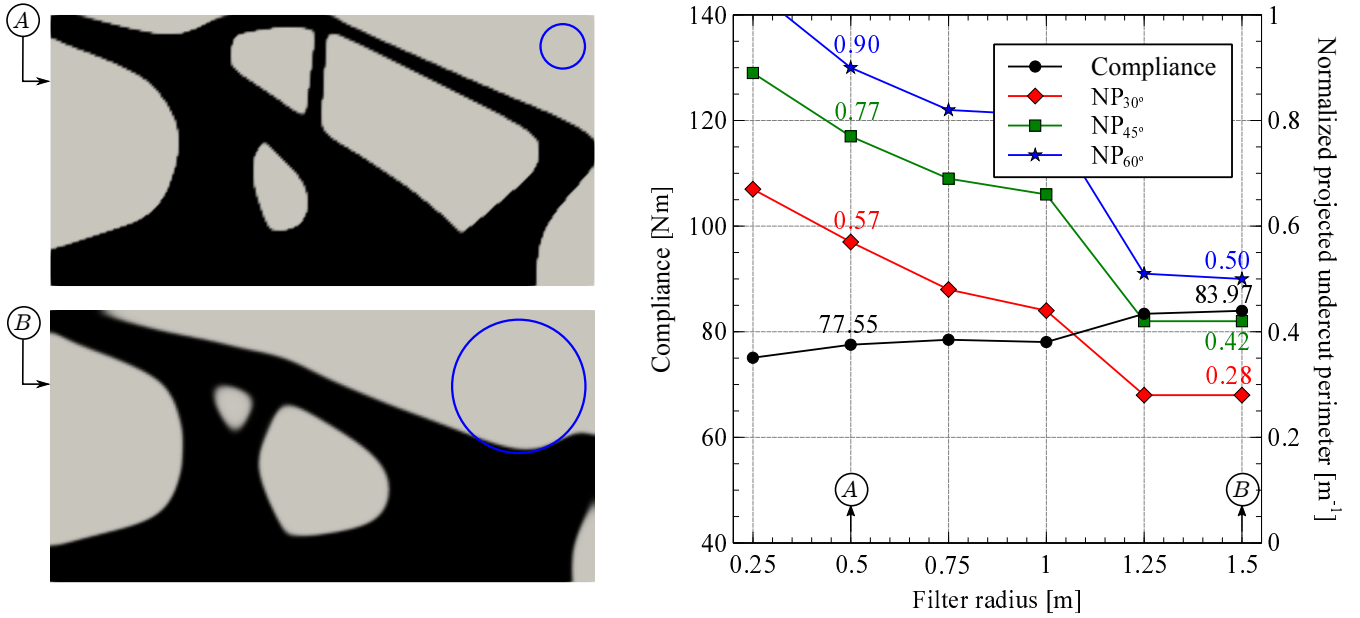 A
B
Compliance [Nm]
140
120
100
80
60
40
0.90
0.77
0.57
77.55
0.50
83.97
0.42
0.28
Compliance
NP30°
NP45°
NP60°
A
B
1
0.8
0.6
0.4
0.2
0
Normalized projected undercut perimeter [m-1]
0.25 0.5 0.75 1 1.25 1.5
Filter radius [m]